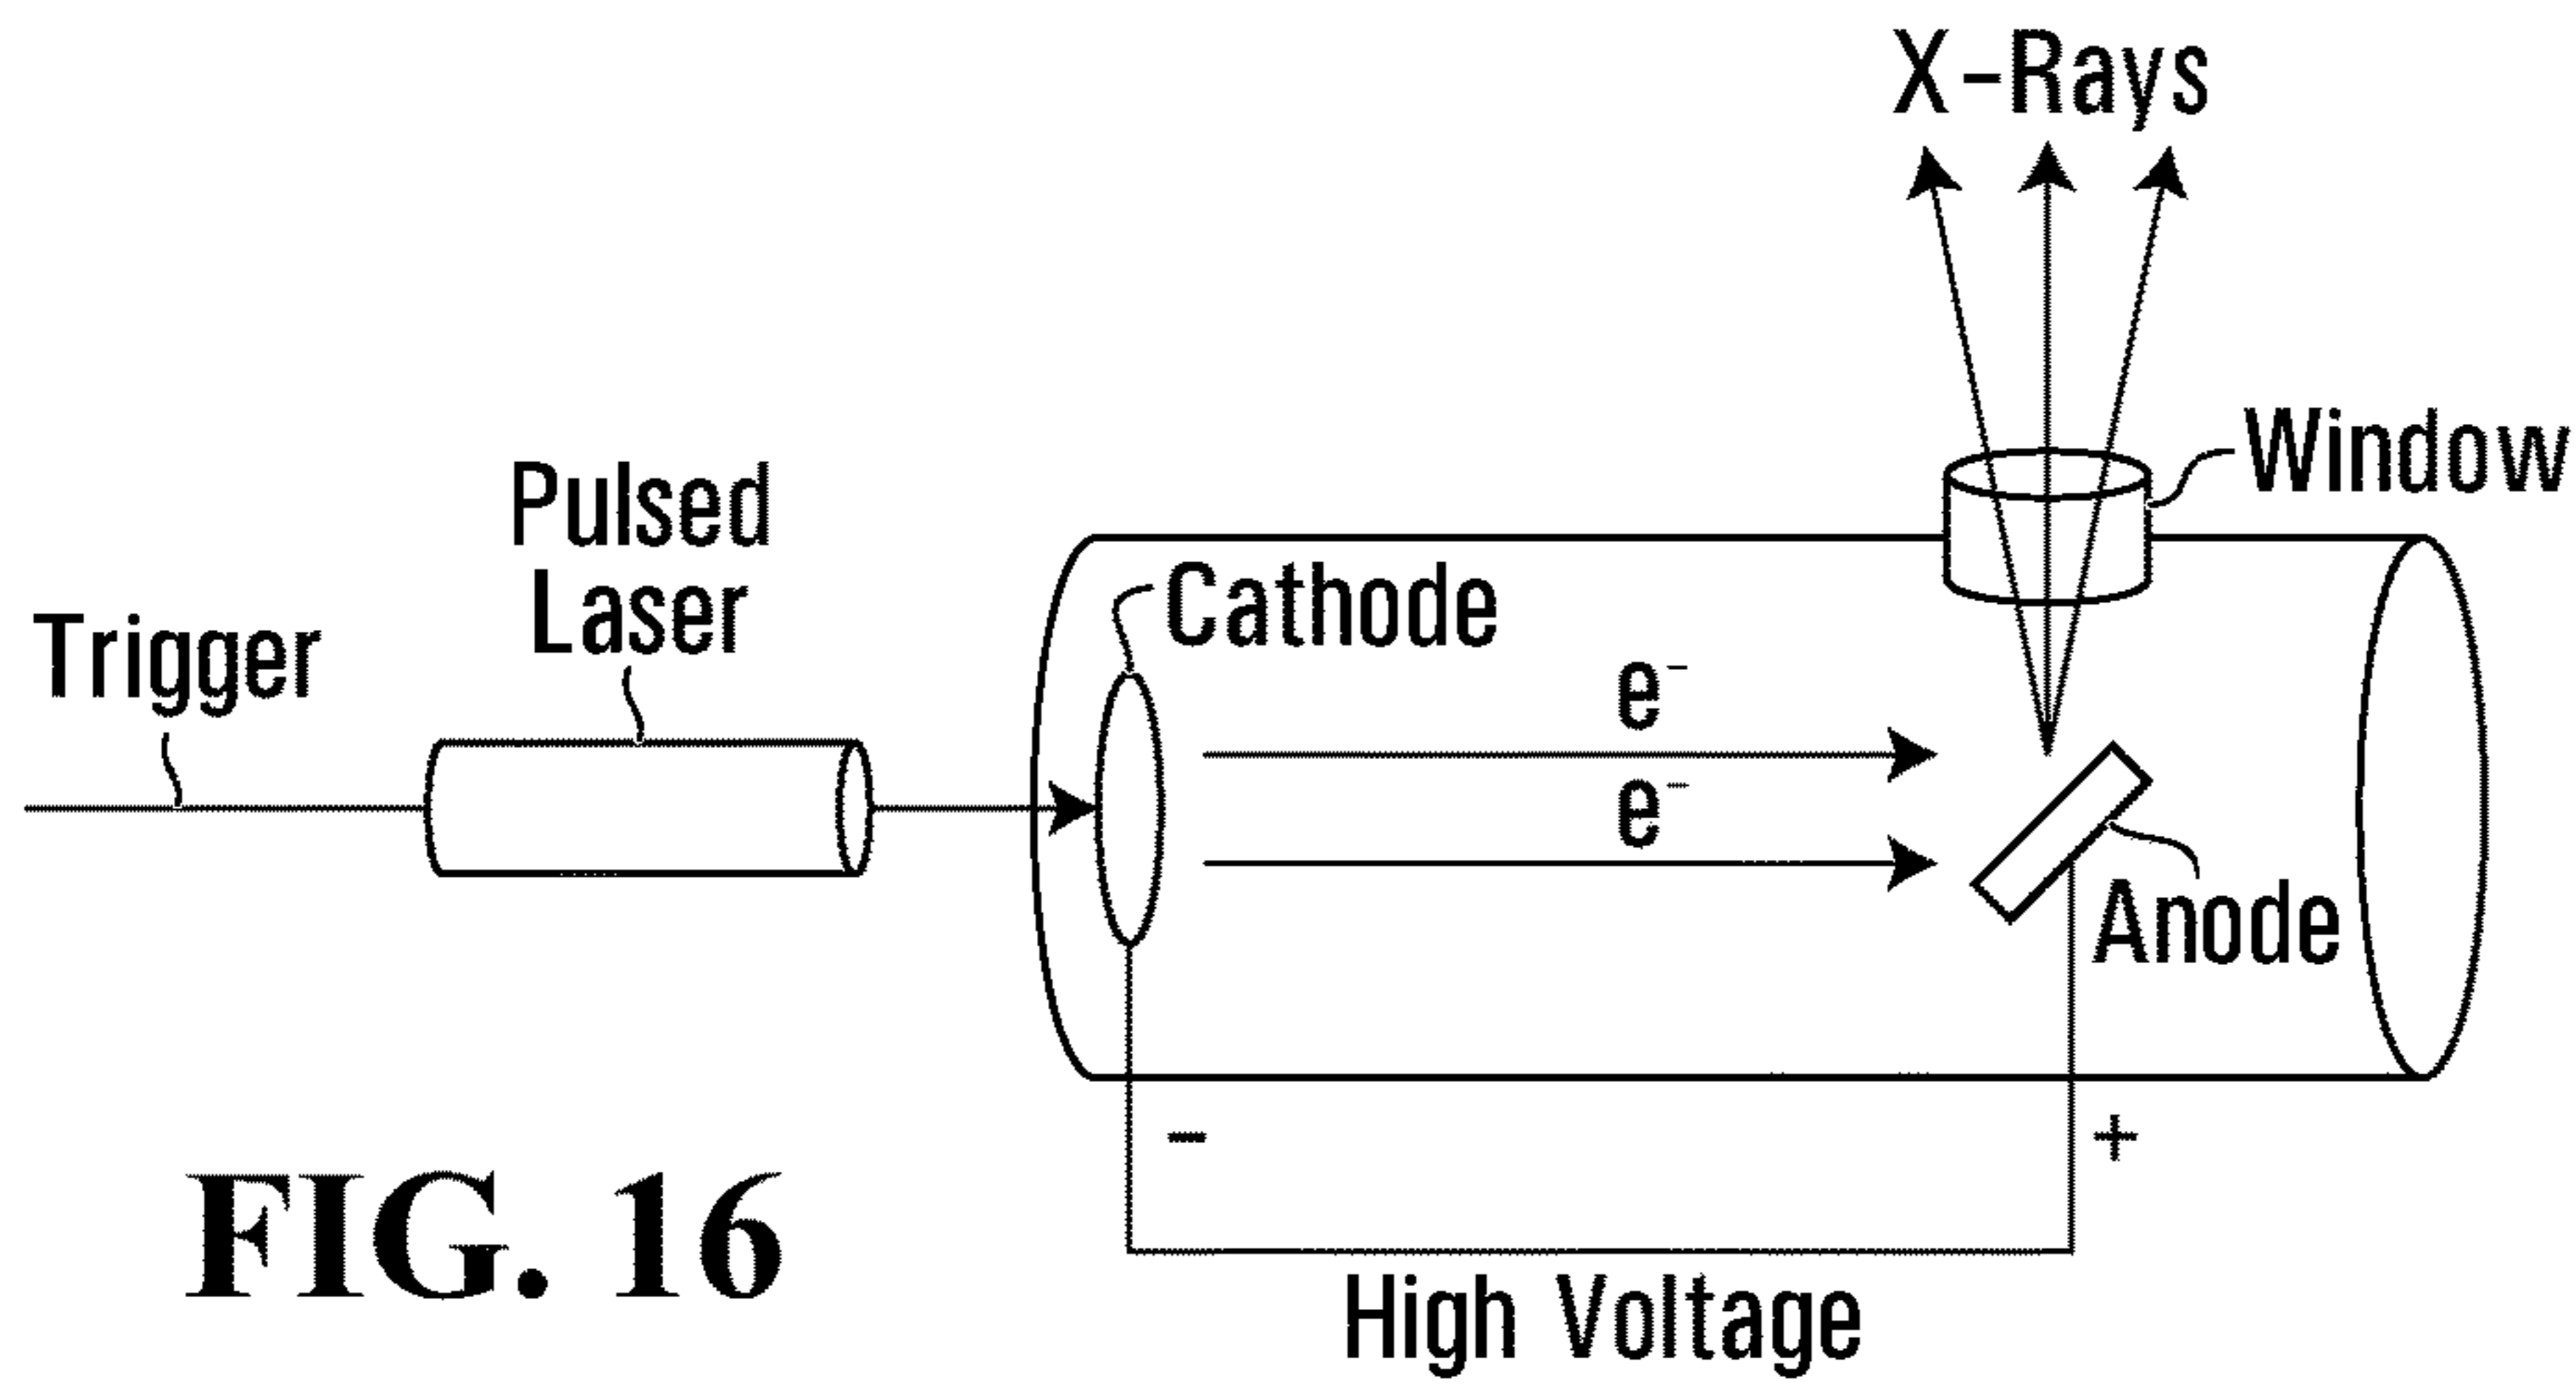 X-Rays
Window
Pulsed
Laser
Trigger
Cathode
e⁻
e⁻
Anode
−
+
High Voltage
FIG. 16